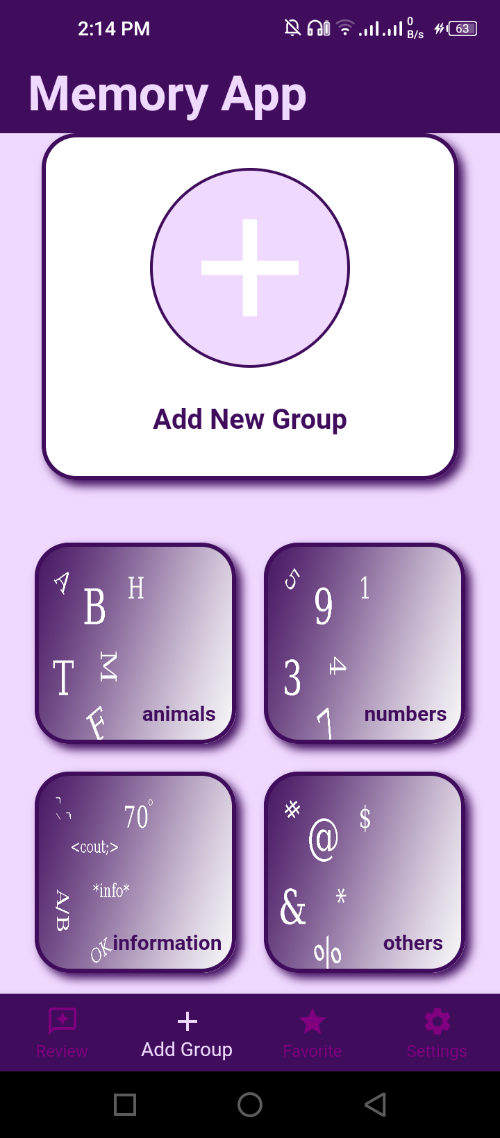 2:14 PM
0
B/s
63
Memory App
Add New Group
A
B
H
T
M
F
animals
5
9
1
3
4
7
numbers
70°
<cout;>
*info*
A/B
OK
information
#
@
$
&
*
%
others
Review
Add Group
Favorite
Settings